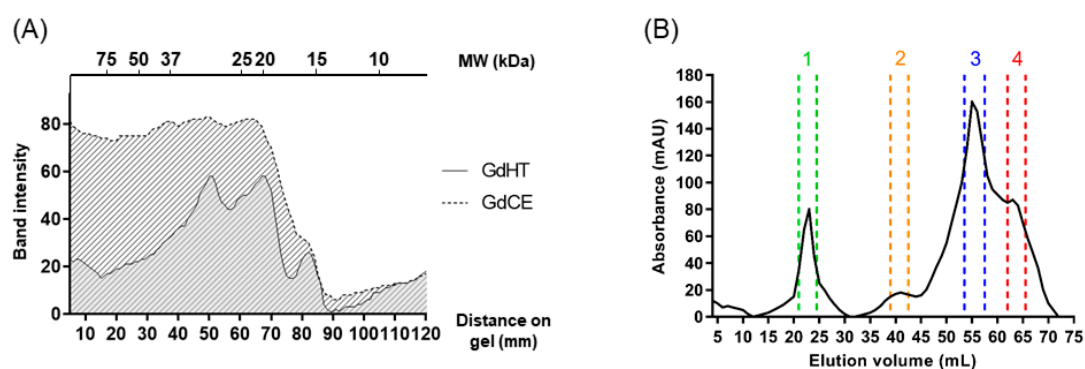 (A)
75 50 37 25 20 15 10 MW (kDa)
80
60
40
20
0
Band intensity
GdHT
GdCE
10 20 30 40 50 60 70 80 90 100 110 120
Distance on
gel (mm)
(B)
1 2 3 4
180
160
140
120
100
80
60
40
20
0
Absorbance (mAU)
5 10 15 20 23 30 35 40 45 50 55 60 65 70 75
Elution volume (mL)